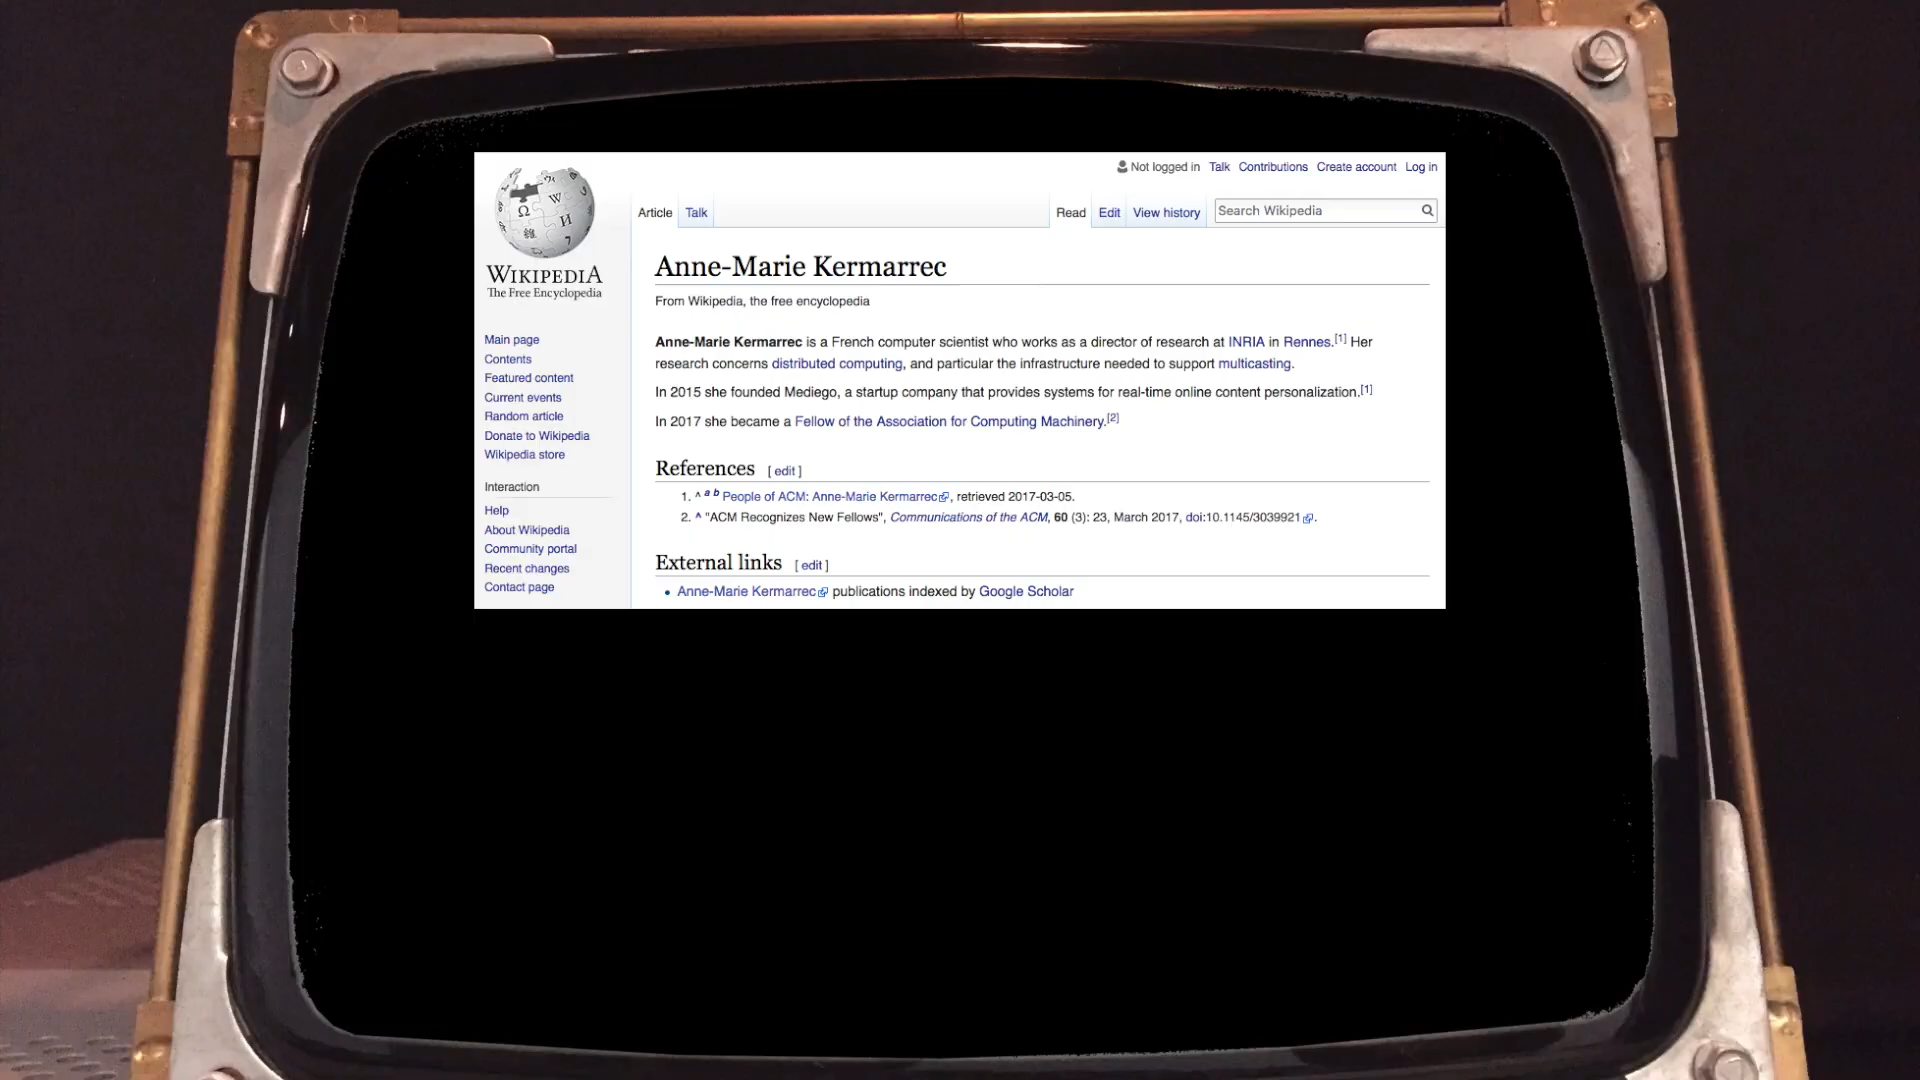 Not logged in Talk Contributions Create account Log in
Article Talk Read Edit View history Search Wikipedia
WIKIPEDIA
The Free Encyclopedia
Main page
Contents
Featured content
Current events
Random article
Donate to Wikipedia
Wikipedia store
Interaction
Help
About Wikipedia
Community portal
Recent changes
Contact page
Anne-Marie Kermarrec
From Wikipedia, the free encyclopedia
Anne-Marie Kermarrec is a French computer scientist who works as a director of research at INRIA in Rennes.[1] Her
research concerns distributed computing, and particular the infrastructure needed to support multicasting.
In 2015 she founded Mediego, a startup company that provides systems for real-time online content personalization.[1]
In 2017 she became a Fellow of the Association for Computing Machinery.[2]
References [ edit ]
1. ^ a b People of ACM: Anne-Marie Kermarrec, retrieved 2017-03-05.
2. ^ "ACM Recognizes New Fellows", Communications of the ACM, 60 (3): 23, March 2017, doi:10.1145/3039921.
External links [ edit ]
• Anne-Marie Kermarrec publications indexed by Google Scholar